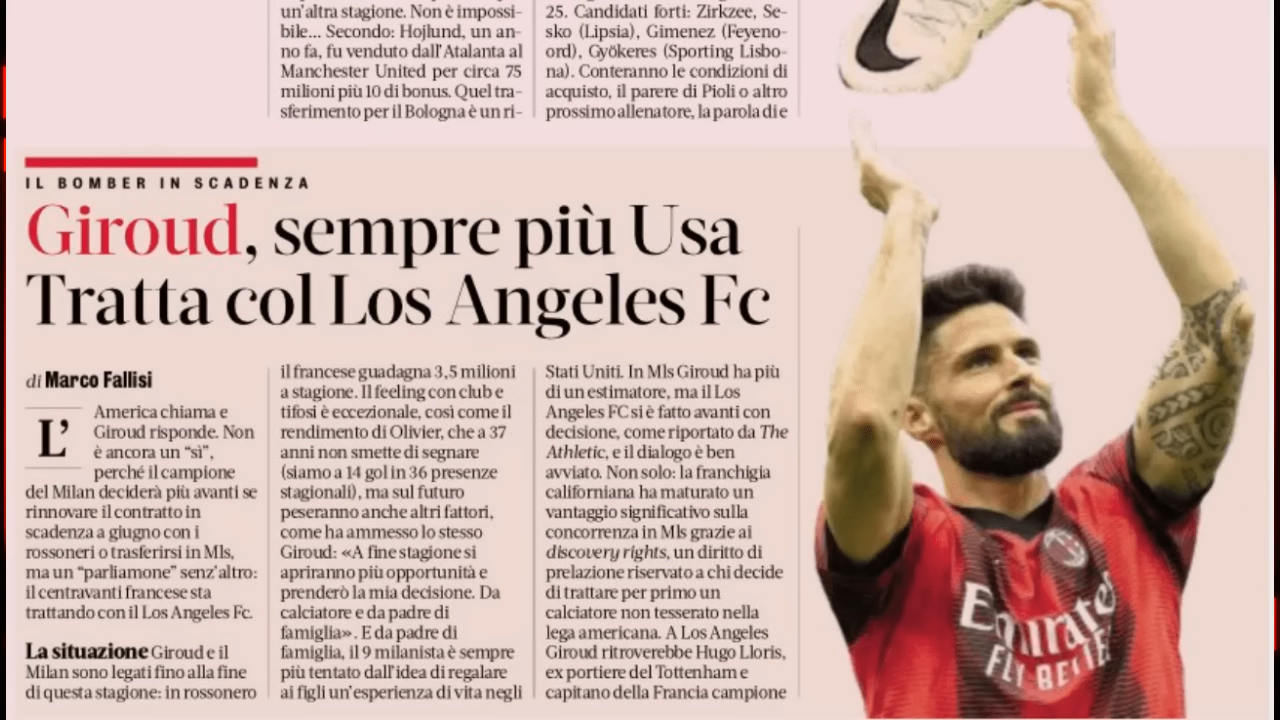 un'altra stagione. Non è impossi-
bile... Secondo: Hojlund, un an-
no fa, fu venduto dall'Atalanta al
Manchester United per circa 75
milioni più 10 di bonus. Quel tra-
sferimento per il Bologna è un ri-
25. Candidati forti: Zirkzee, Se-
sko (Lipsia), Gimenez (Feyeno-
ord), Gyökeres (Sporting Lisbo-
na). Conteranno le condizioni di
acquisto, il parere di Pioli o altro
prossimo allenatore, la parola di e
IL BOMBER IN SCADENZA
Giroud, sempre più Usa
Tratta col Los Angeles Fc
di Marco Fallisi
L'America chiama e
Giroud risponde. Non
è ancora un “sì”,
perché il campione
del Milan deciderà più avanti se
rinnovare il contratto in
scadenza a giugno con i
rossoneri o trasferirsi in Mls,
ma un “parliamone” senz'altro:
il centravanti francese sta
trattando con il Los Angeles Fc.
La situazione Giroud e il
Milan sono legati fino alla fine
di questa stagione: in rossonero
il francese guadagna 3,5 milioni
a stagione. Il feeling con club e
tifosi è eccezionale, così come il
rendimento di Olivier, che a 37
anni non smette di segnare
(siamo a 14 gol in 36 presenze
stagionali), ma sul futuro
peseranno anche altri fattori,
come ha ammesso lo stesso
Giroud: «A fine stagione si
apriranno più opportunità e
prenderò la mia decisione. Da
calciatore e da padre di
famiglia». E da padre di
famiglia, il 9 milanista è sempre
più tentato dall'idea di regalare
ai figli un'esperienza di vita negli
Stati Uniti. In Mls Giroud ha più
di un estimatore, ma il Los
Angeles FC si è fatto avanti con
decisione, come riportato da The
Athletic, e il dialogo è ben
avviato. Non solo: la franchigia
californiana ha maturato un
vantaggio significativo sulla
concorrenza in Mls grazie ai
discovery rights, un diritto di
prelazione riservato a chi decide
di trattare per primo un
calciatore non tesserato nella
lega americana. A Los Angeles
Giroud ritroverebbe Hugo Lloris,
ex portiere del Tottenham e
capitano della Francia campione
Emirates
FLY BETTER